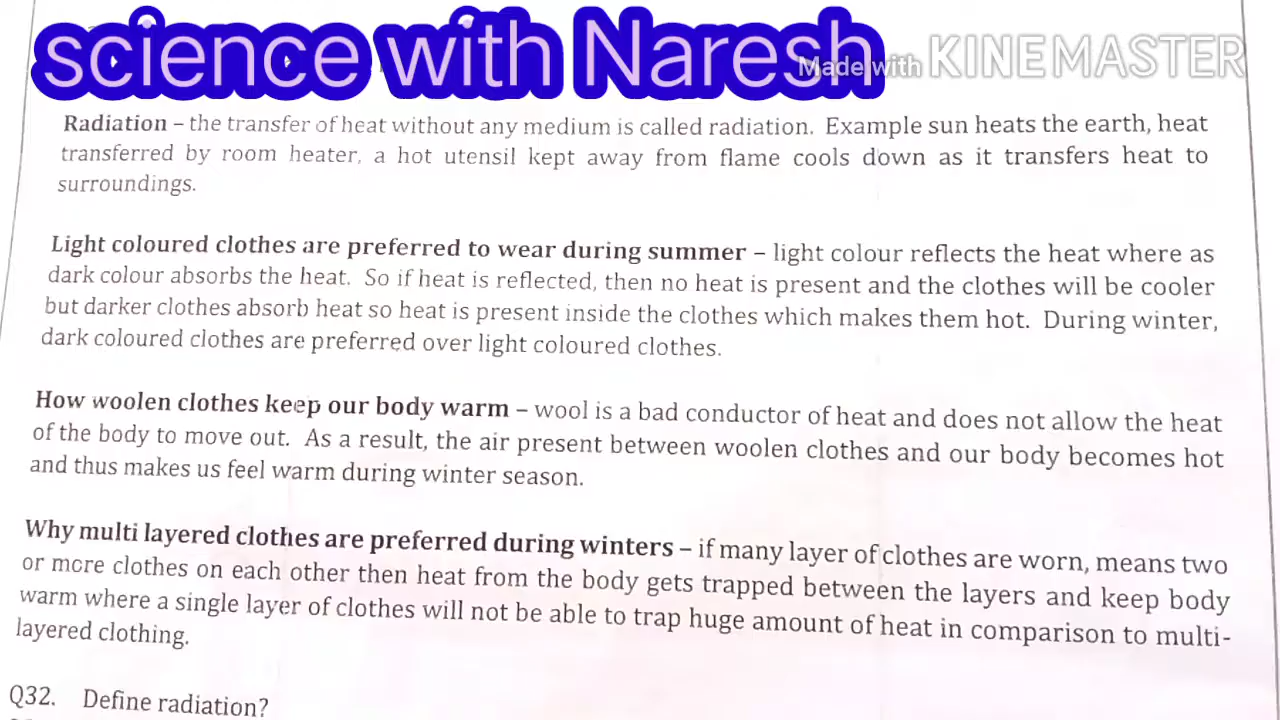 science with Naresh
Made with KINEMASTER
Radiation – the transfer of heat without any medium is called radiation. Example sun heats the earth, heat
transferred by room heater, a hot utensil kept away from flame cools down as it transfers heat to
surroundings.
Light coloured clothes are preferred to wear during summer – light colour reflects the heat where as
dark colour absorbs the heat. So if heat is reflected, then no heat is present and the clothes will be cooler
but darker clothes absorb heat so heat is present inside the clothes which makes them hot. During winter,
dark coloured clothes are preferred over light coloured clothes.
How woolen clothes keep our body warm – wool is a bad conductor of heat and does not allow the heat
of the body to move out. As a result, the air present between woolen clothes and our body becomes hot
and thus makes us feel warm during winter season.
Why multi layered clothes are preferred during winters – if many layer of clothes are worn, means two
or more clothes on each other then heat from the body gets trapped between the layers and keep body
warm where a single layer of clothes will not be able to trap huge amount of heat in comparison to multi-
layered clothing.
Q32. Define radiation?